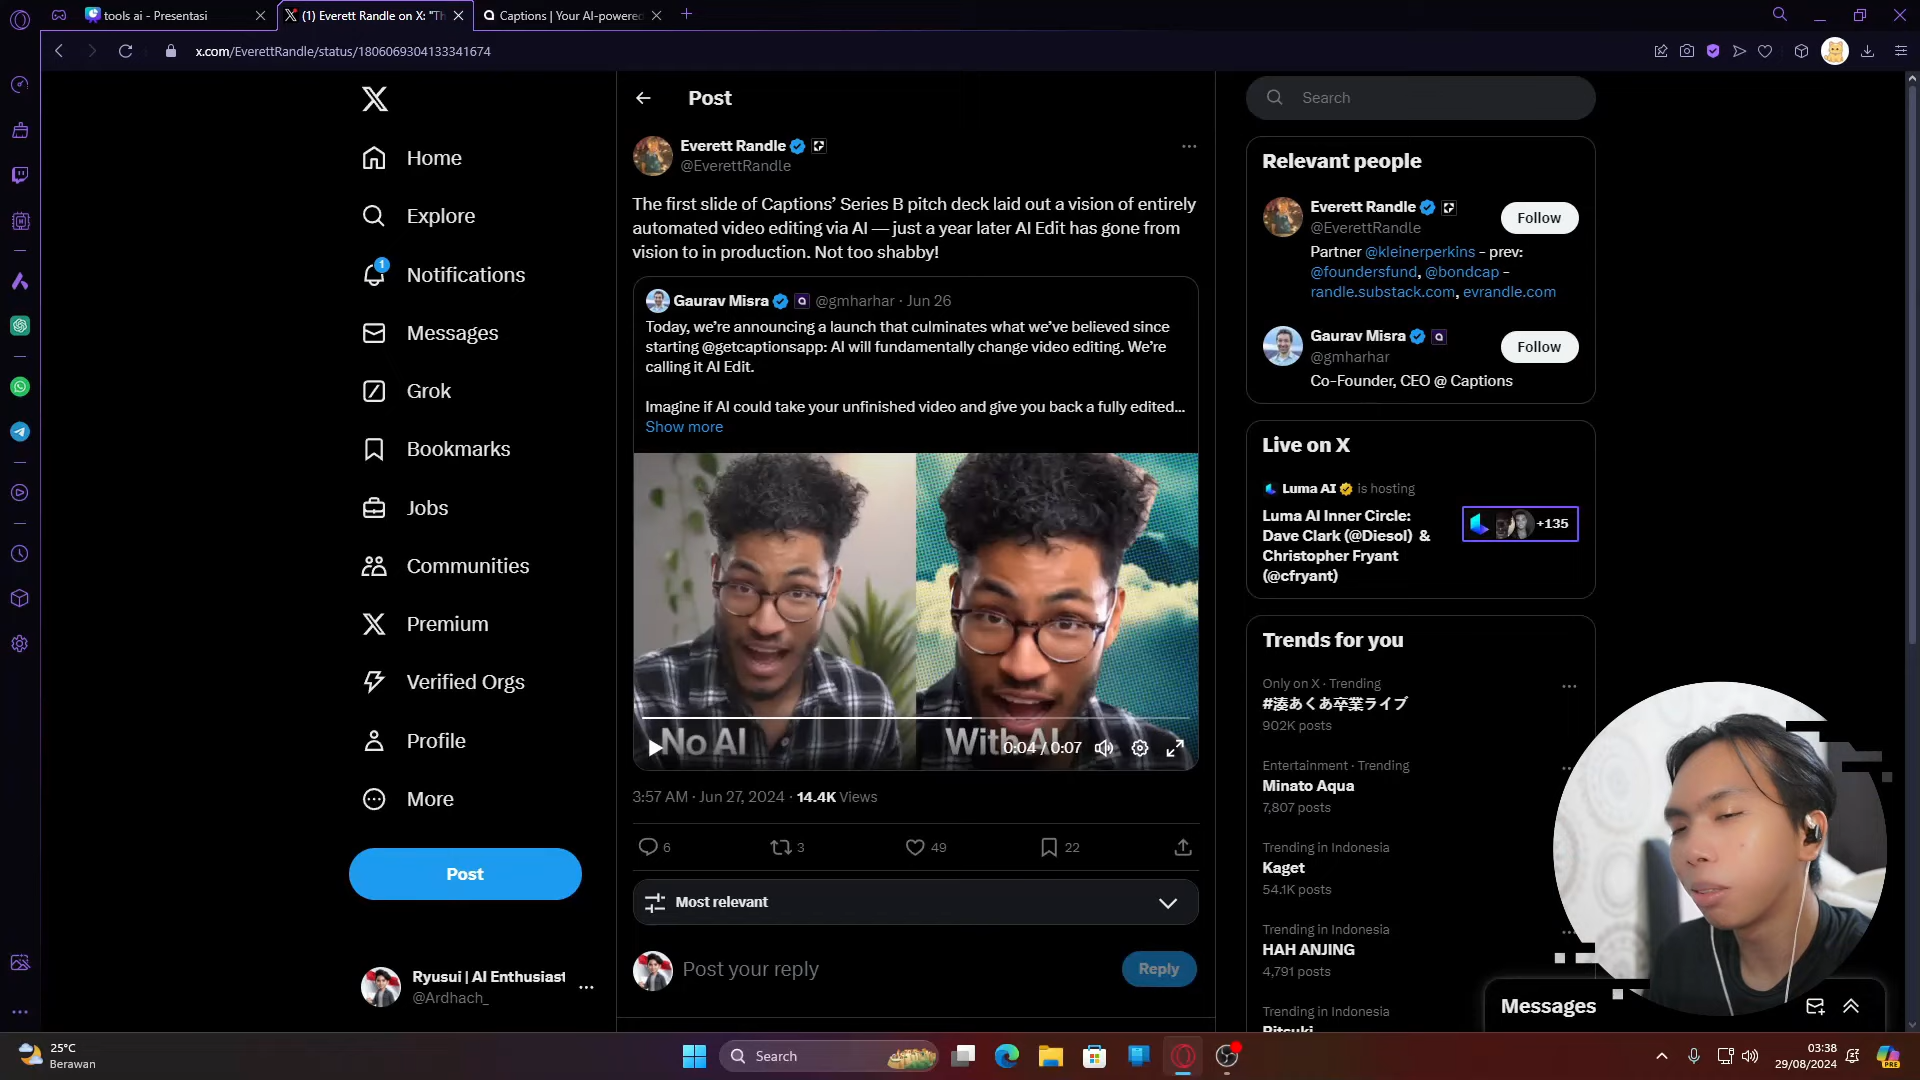 tools ai - Presentasi
(1) Everett Randle on X: "Th
Captions | Your AI-powered
x.com/EverettRandle/status/1806069304133341674
Home
Explore
1
Notifications
Messages
Grok
Bookmarks
Jobs
Communities
Premium
Verified Orgs
Profile
More
Post
Ryusui | AI Enthusiast
@Ardhach_
Post
Everett Randle
@EverettRandle
The first slide of Captions’ Series B pitch deck laid out a vision of entirely
automated video editing via AI — just a year later AI Edit has gone from
vision to in production. Not too shabby!
Gaurav Misra @gmharhar · Jun 26
Today, we’re announcing a launch that culminates what we’ve believed since
starting @getcaptionsapp: AI will fundamentally change video editing. We’re
calling it AI Edit.
Imagine if AI could take your unfinished video and give you back a fully edited...
Show more
No AI
With AI
0:04 / 0:07
3:57 AM · Jun 27, 2024 · 14.4K Views
6
3
49
22
Most relevant
Post your reply
Reply
Search
Relevant people
Everett Randle
@EverettRandle
Follow
Partner @kleinerperkins - prev:
@foundersfund, @bondcap -
randle.substack.com, evrandle.com
Gaurav Misra
@gmharhar
Follow
Co-Founder, CEO @ Captions
Live on X
Luma AI is hosting
Luma AI Inner Circle:
Dave Clark (@Diesol) &
Christopher Fryant
(@cfryant)
+135
Trends for you
Only on X · Trending
#湊あくあ卒業ライブ
902K posts
Entertainment · Trending
Minato Aqua
7,807 posts
Trending in Indonesia
Kaget
54.1K posts
Trending in Indonesia
HAH ANJING
4,791 posts
Trending in Indonesia
Ritsuki
Messages
25°C
Berawan
Search
03:38
29/08/2024
PRE